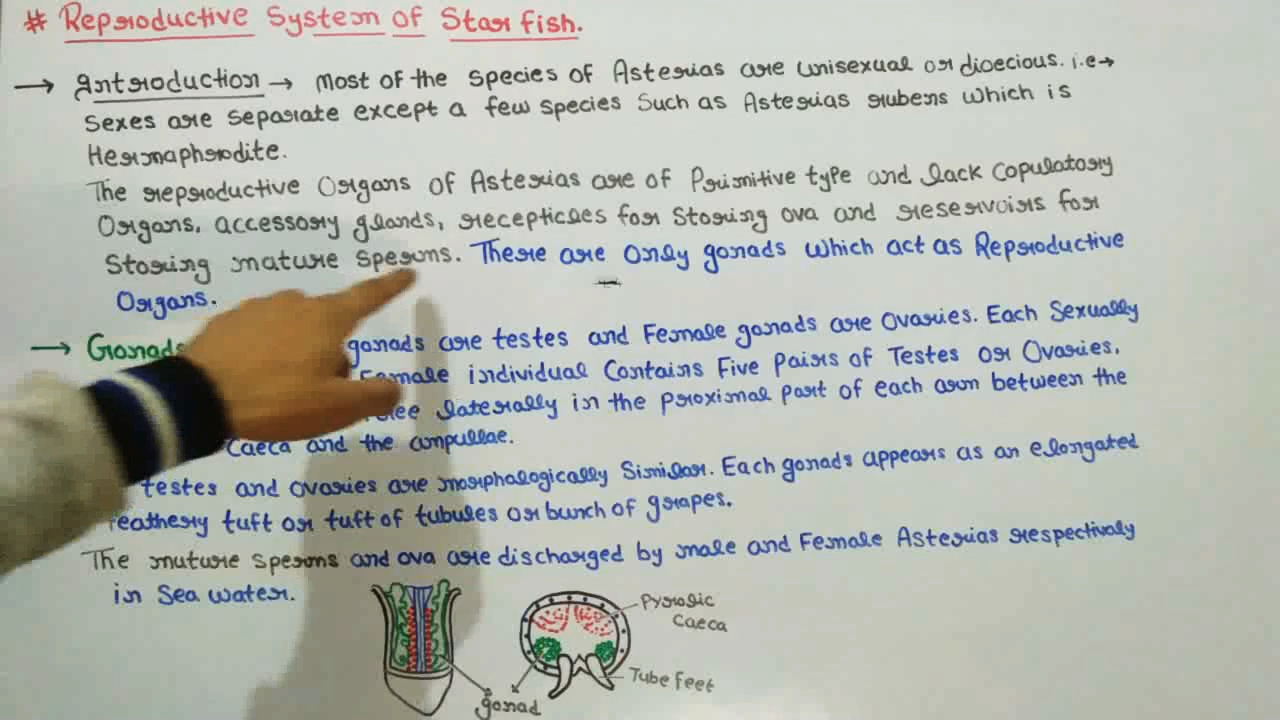 # Reproductive System of Star fish.
→ Introduction → Most of the species of Asterias are unisexual or dioecious. i.e →
Sexes are separate except a few species Such as Asterias rubens which is
Hermaphrodite.
The reproductive Organs of Asterias are of Primitive type and lack Copulatory
Organs, accessory glands, recepticles for Storing ova and reservoirs for
Storing mature sperms. There are Only gonads which act as Reproductive
Organs.
→ Gonads gonads are testes and Female gonads are Ovaries. Each Sexually
Female individual Contains Five Pairs of Testes or Ovaries,
laterally in the proximal part of each arm between the
Caeca and the ampullae.
testes and ovaries are morphologically Similar. Each gonads appears as an elongated
feathery tuft or tuft of tubules or bunch of grapes.
The muture sperms and ova are discharged by male and Female Asterias respectivaly
in Sea water.
Pyrolic
Caeca
Tube Feet
gonad